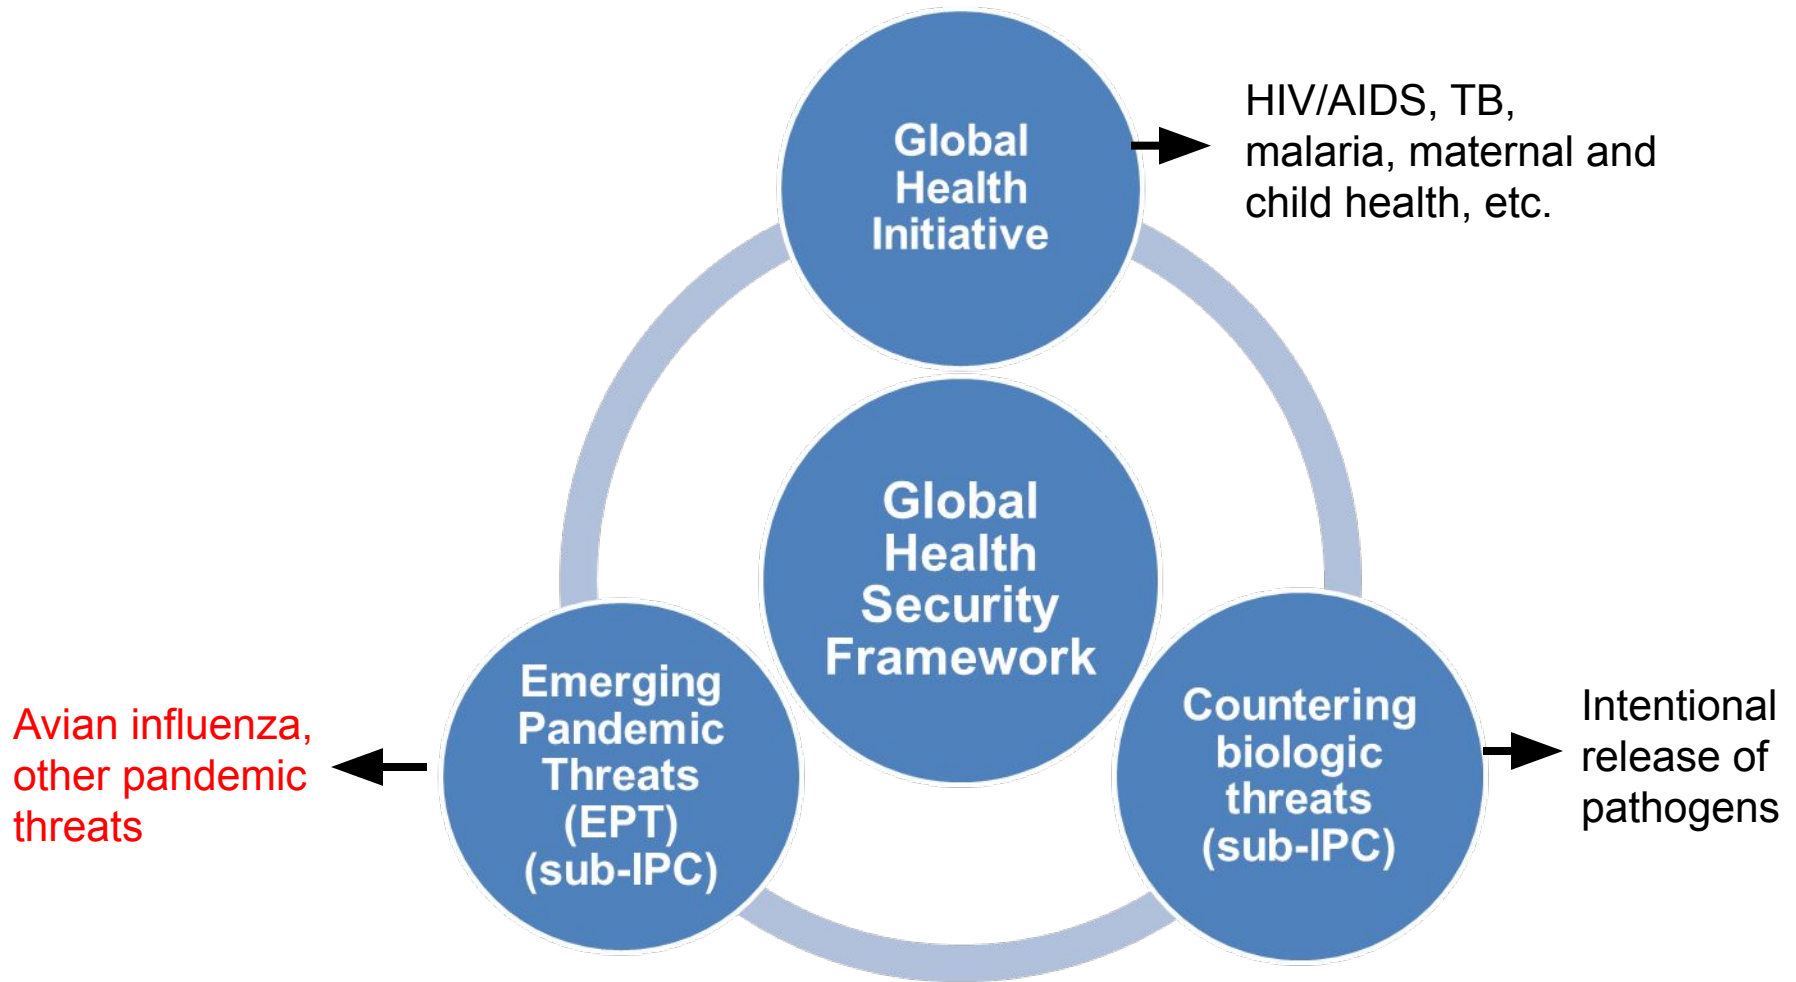 Global
Health
Initiative
HIV/AIDS, TB,
malaria, maternal and
child health, etc.
Global
Health
Security
Framework
Emerging
Pandemic
Threats
(EPT)
(sub-IPC)
Avian influenza,
other pandemic
threats
Countering
biologic
threats
(sub-IPC)
Intentional
release of
pathogens